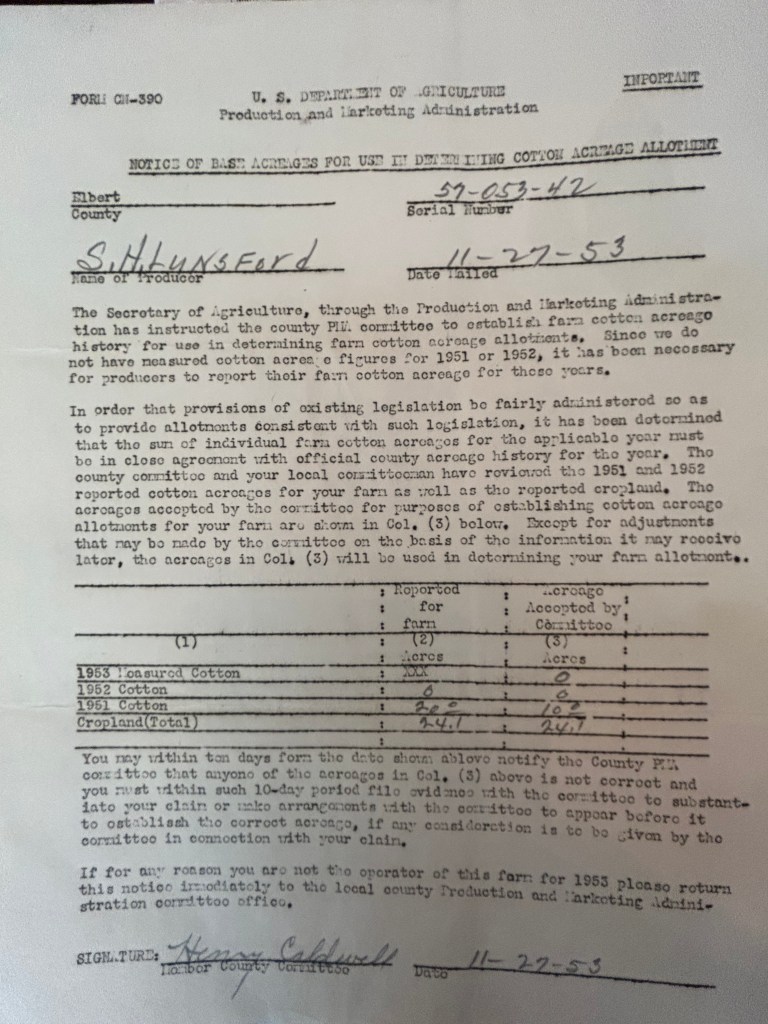 IMPORTANT
FORM CN-390
U. S. DEPARTMENT OF AGRICULTURE
Production and Marketing Administration
NOTICE OF BASE ACREAGES FOR USE IN DETERMINING COTTON ACREAGE ALLOTMENT
Elbert 57-053-42
County Serial Number
S.H. LUNSFord 11-27-53
Name of Producer Date Mailed
The Secretary of Agriculture, through the Production and Marketing Administra-
tion has instructed the county PMA committee to establish farm cotton acreage
history for use in determining farm cotton acreage allotments. Since we do
not have measured cotton acreage figures for 1951 or 1952, it has been necessary
for producers to report their farm cotton acreage for these years.
In order that provisions of existing legislation be fairly administered so as
to provide allotments consistent with such legislation, it has been determined
that the sum of individual farm cotton acreages for the applicable year must
be in close agreement with official county acreage history for the year. The
county committee and your local committeeman have reviewed the 1951 and 1952
reported cotton acreages for your farm as well as the reported cropland. The
acreages accepted by the committee for purposes of establishing cotton acreage
allotments for your farm are shown in Col. (3) below. Except for adjustments
that may be made by the committee on the basis of the information it may receive
later, the acreages in Col. (3) will be used in determining your farm allotment..
: Reported : Acreage :
: for : Accepted by :
: farm : Committee :
(1) : (2) : (3) :
: Acres : Acres :
1953 Measured Cotton : XXX : 0 :
1952 Cotton : 0 : 0 :
1951 Cotton : 20.0 : 10.0 :
Cropland(Total) : 24.1 : 24.1 :
You may within ten days form the date shown ablove notify the County PMA
committee that anyone of the acreages in Col. (3) above is not correct and
you must within such 10-day period file evidence with the committee to substant-
iate your claim or make arrangements with the committee to appear before it
to establissh the correct acreage, if any consideration is to be given by the
committee in connection with your claim.
If for any reason you are not the operator of this farm for 1953 please return
this notice immediately to the local county Production and Marketing Admini-
stration committee office.
SIGNATURE: Henry Caldwell 11-27-53
Member County Committee Date